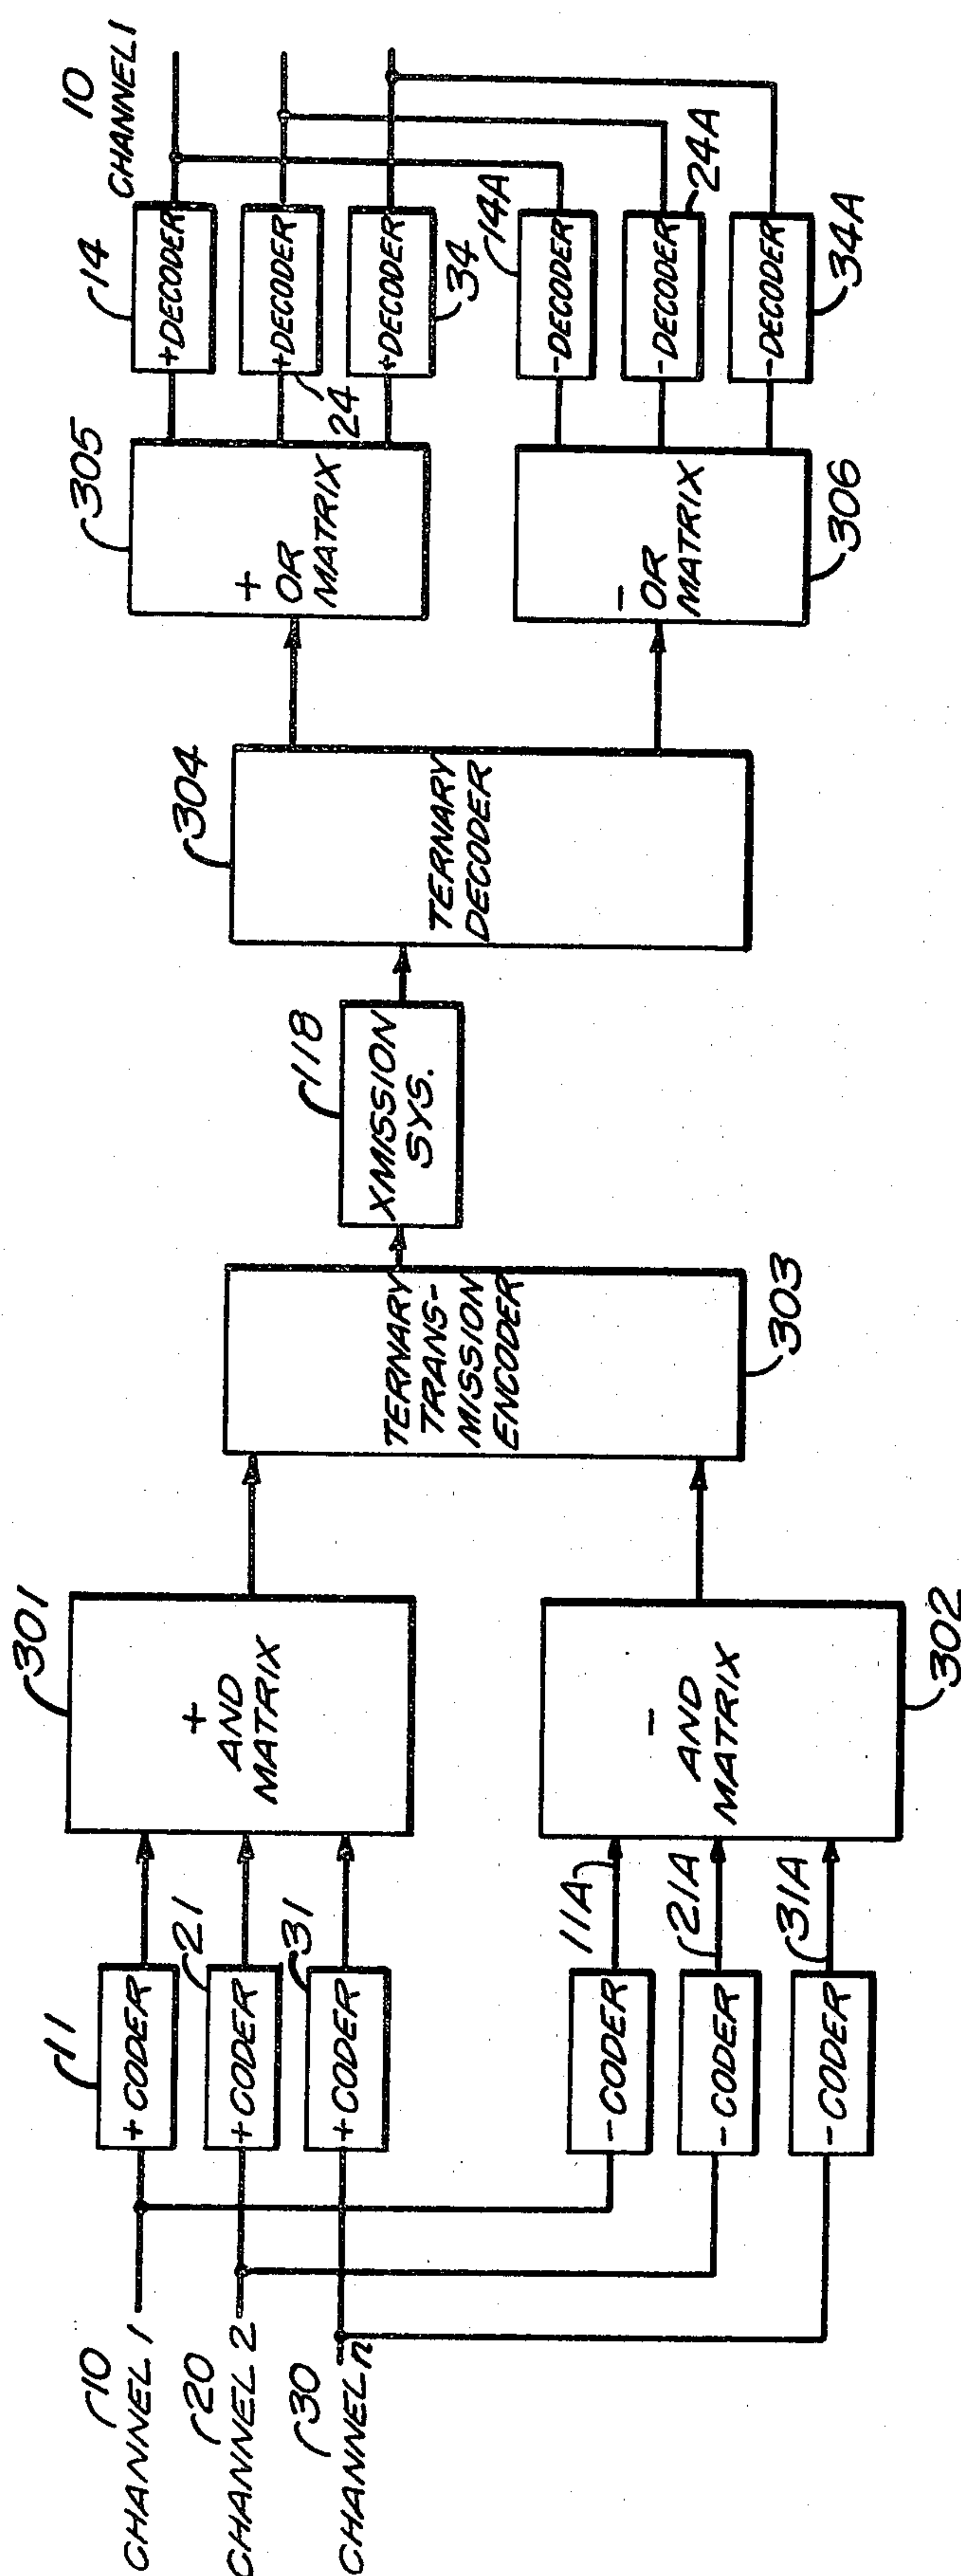 10
CHANNEL 1
20
CHANNEL 2
30
CHANNEL n
11
+CODER
21
+CODER
31
+CODER
-CODER
11A
-CODER
21A
-CODER
31A
301
+
AND
MATRIX
-
AND
MATRIX
302
TERNARY
TRANS-
MISSION
ENCODER
303
118
XMISSION
SYS.
304
TERNARY
DECODER
305
+
OR
MATRIX
-
OR
MATRIX
306
14
+DECODER
+DECODER
24
+DECODER
34
14A
-DECODER
-DECODER
24A
-DECODER
34A
10
CHANNEL 1